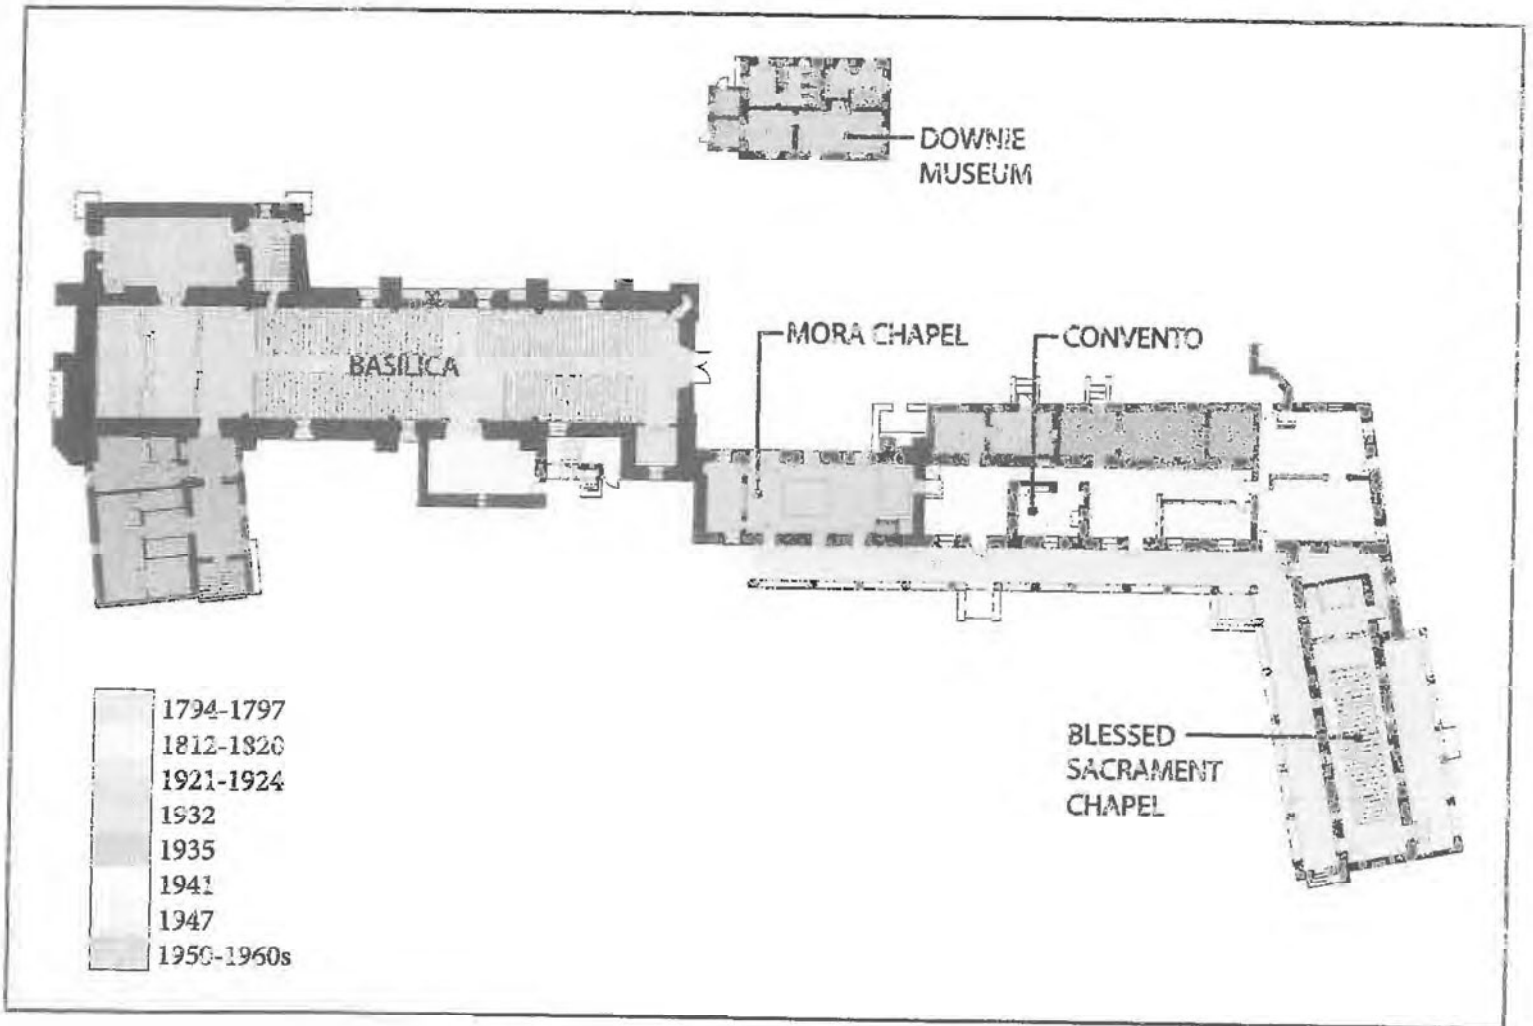 DOWNIE
MUSEUM
MORA CHAPEL
CONVENTO
BASILICA
BLESSED
SACRAMENT
CHAPEL
1794-1797
1812-1820
1921-1924
1932
1935
1941
1947
1950-1960s